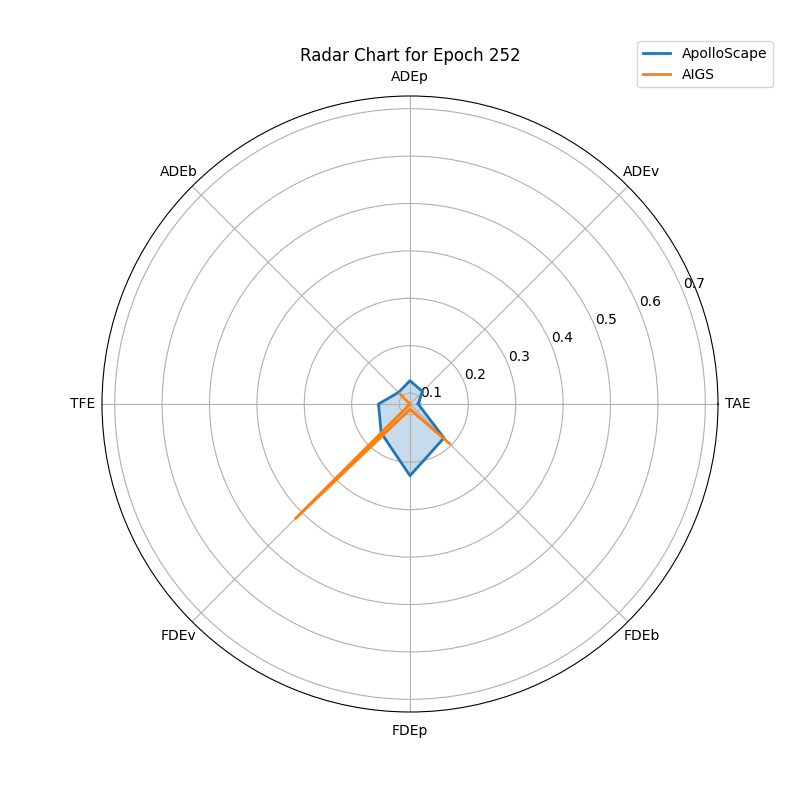 Radar Chart for Epoch 252
ApolloScape
AIGS
ADEp
ADEb
ADEv
0.7
0.6
0.5
0.4
0.3
0.2
0.1
TFE
TAE
FDEv
FDEb
FDEp